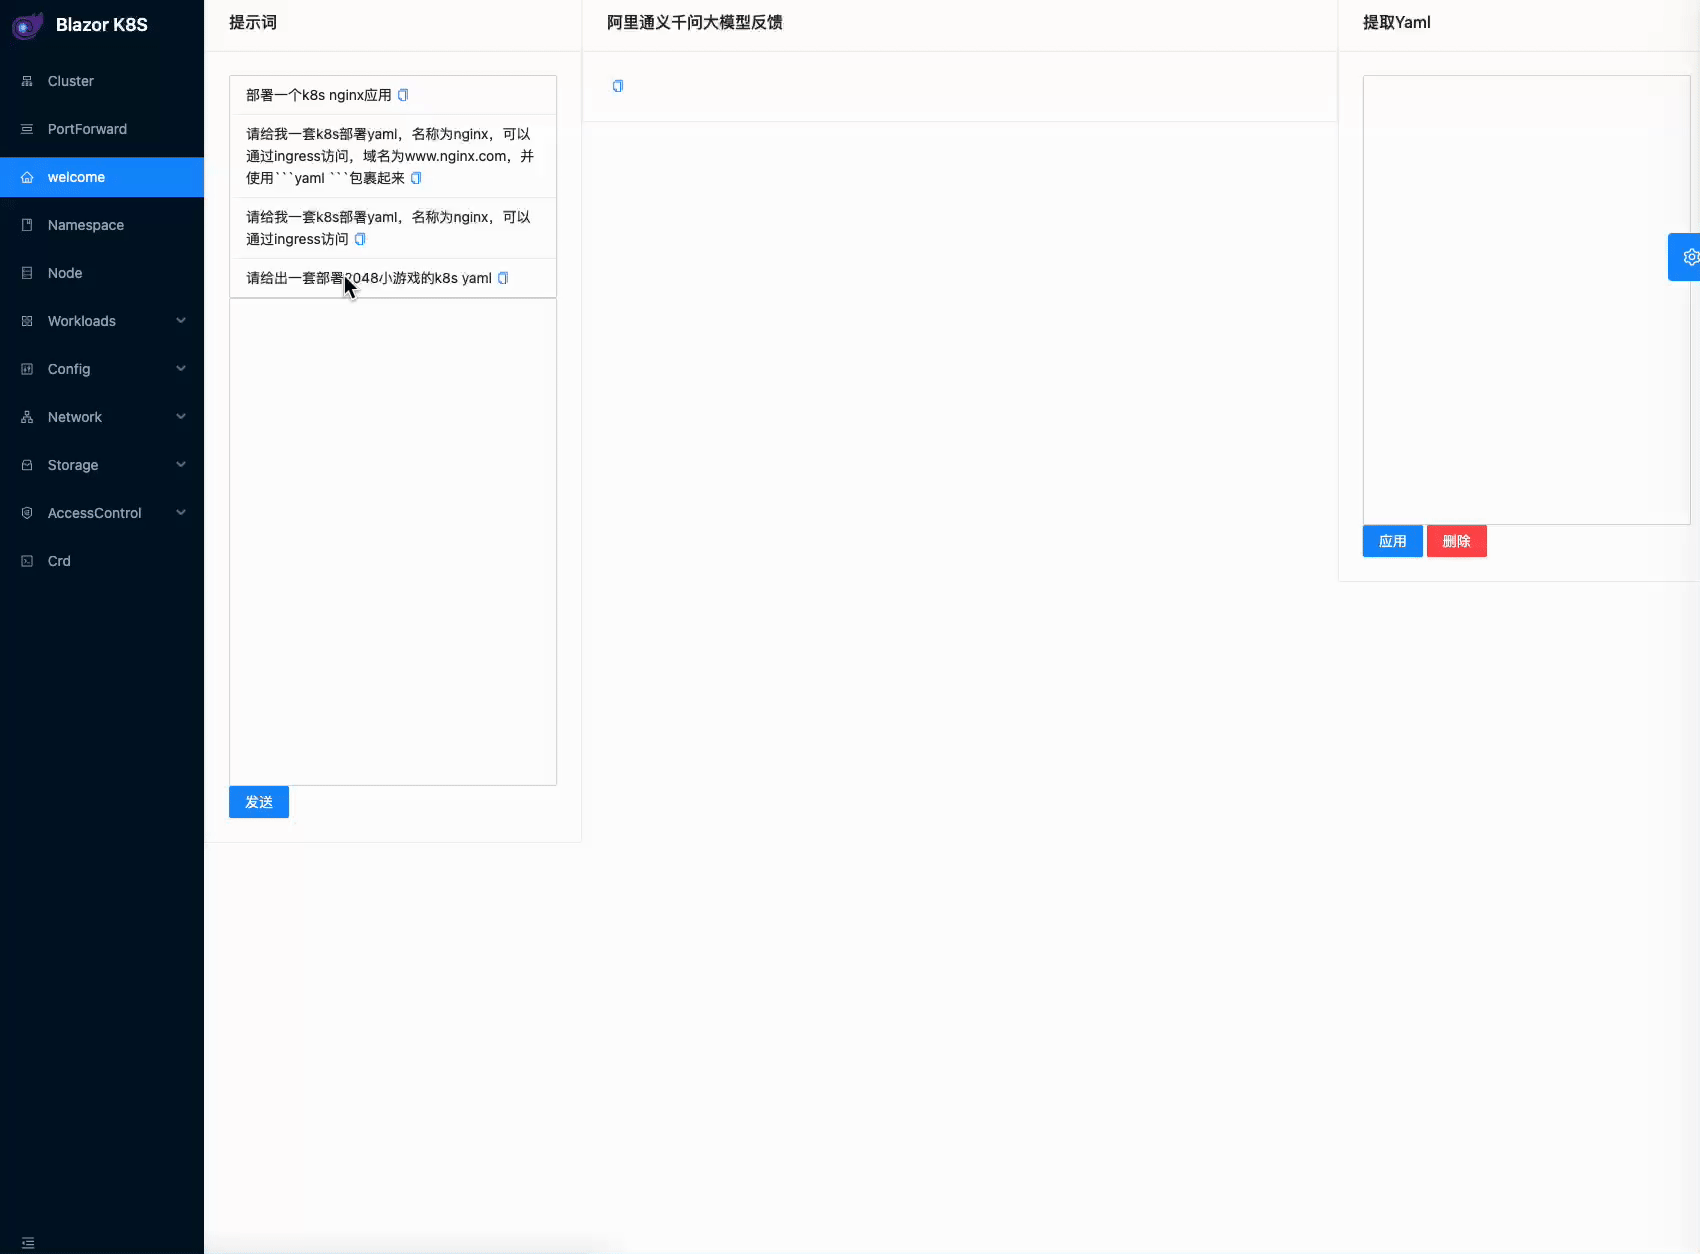 Blazor K8S
Cluster
PortForward
welcome
Namespace
Node
Workloads
Config
Network
Storage
AccessControl
Crd
提示词
部署一个k8s nginx应用
请给我一套k8s部署yaml，名称为nginx，可以
通过ingress访问，域名为www.nginx.com，并
使用```yaml ```包裹起来
请给我一套k8s部署yaml，名称为nginx，可以
通过ingress访问
请给出一套部署2048小游戏的k8s yaml
发送
阿里通义千问大模型反馈
提取Yaml
应用
删除